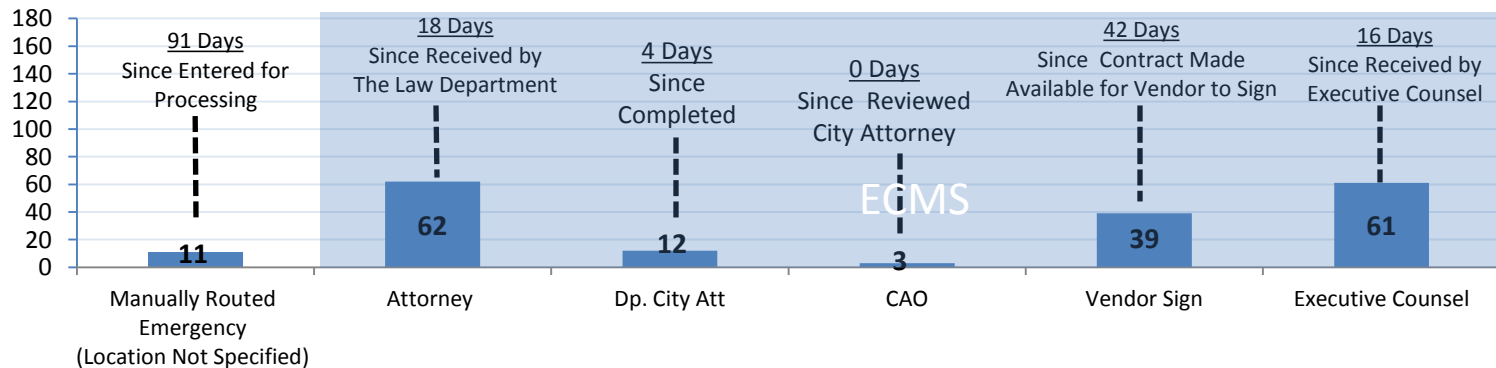 180
160
140
120
100
80
60
40
20
0
91 Days
Since Entered for
Processing
18 Days
Since Received by
The Law Department
4 Days
Since
Completed
0 Days
Since Reviewed
City Attorney
42 Days
Since Contract Made
Available for Vendor to Sign
16 Days
Since Received by
Executive Counsel
ECMS
11
62
12
3
39
61
Manually Routed
Emergency
(Location Not Specified)
Attorney
Dp. City Att
CAO
Vendor Sign
Executive Counsel